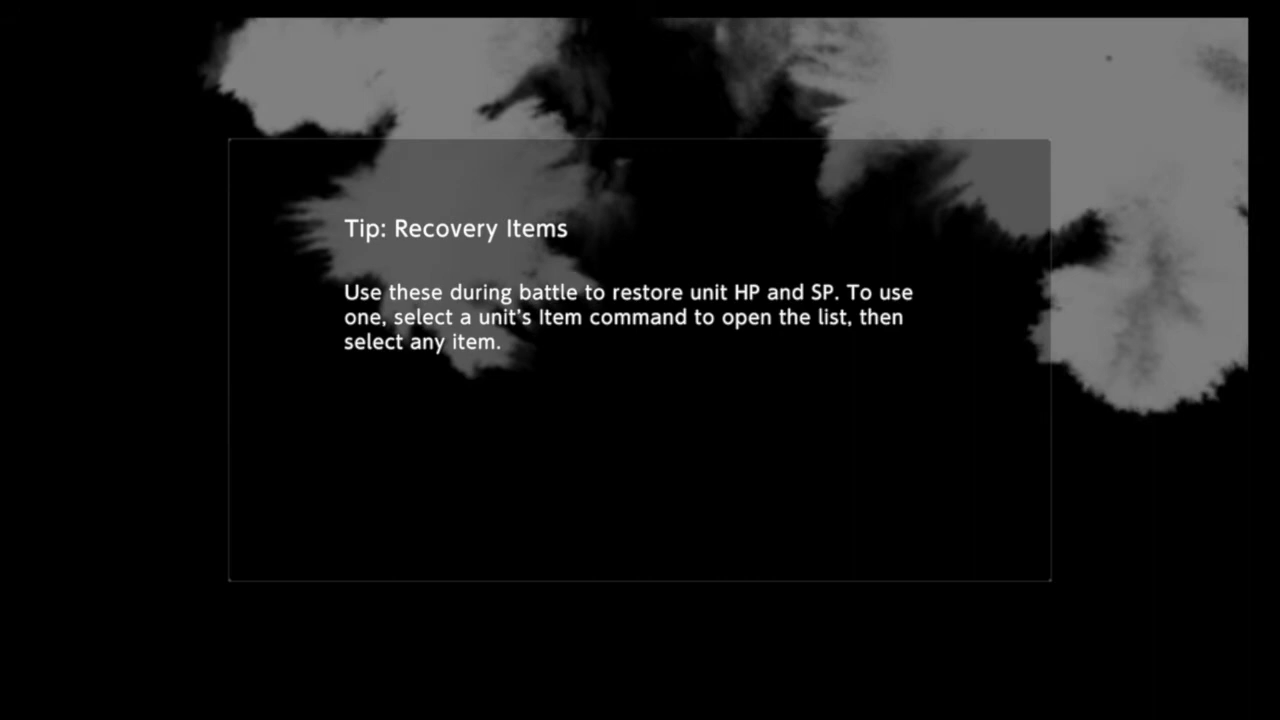 Tip: Recovery Items
Use these during battle to restore unit HP and SP. To use
one, select a unit's Item command to open the list, then
select any item.